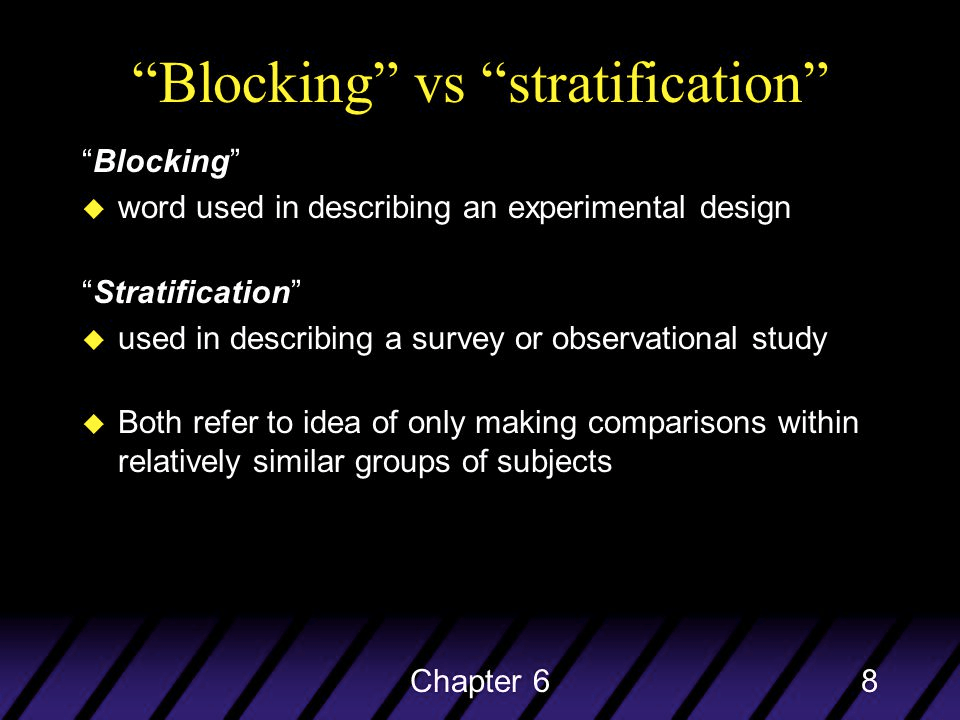 “Blocking” vs “stratification”
“Blocking”
word used in describing an experimental design
“Stratification”
used in describing a survey or observational study
Both refer to idea of only making comparisons within
relatively similar groups of subjects
Chapter 6 8